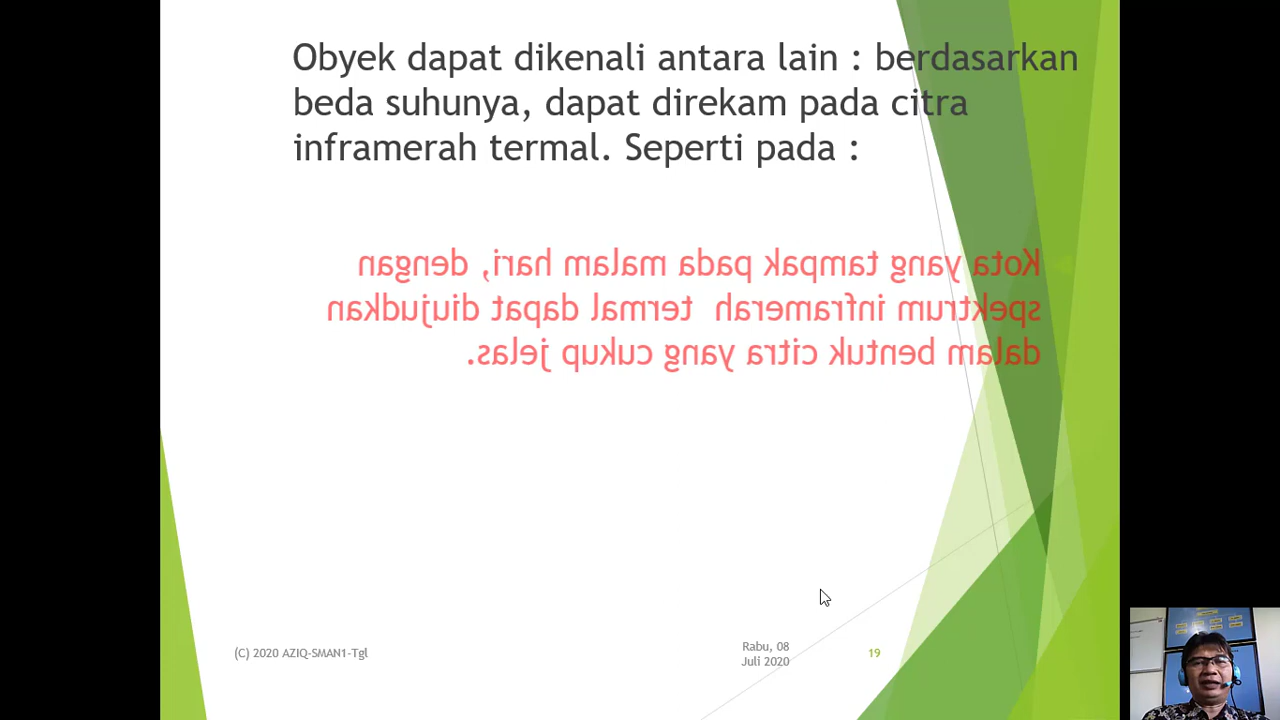 Obyek dapat dikenali antara lain : berdasarkan
beda suhunya, dapat direkam pada citra
inframerah termal. Seperti pada :
Kota yang tampak pada malam hari, dengan
spektrum inframerah termal dapat diujudkan
dalam bentuk citra yang cukup jelas.
(C) 2020 AZIQ-SMAN1-Tgl
Rabu, 08
Juli 2020
19